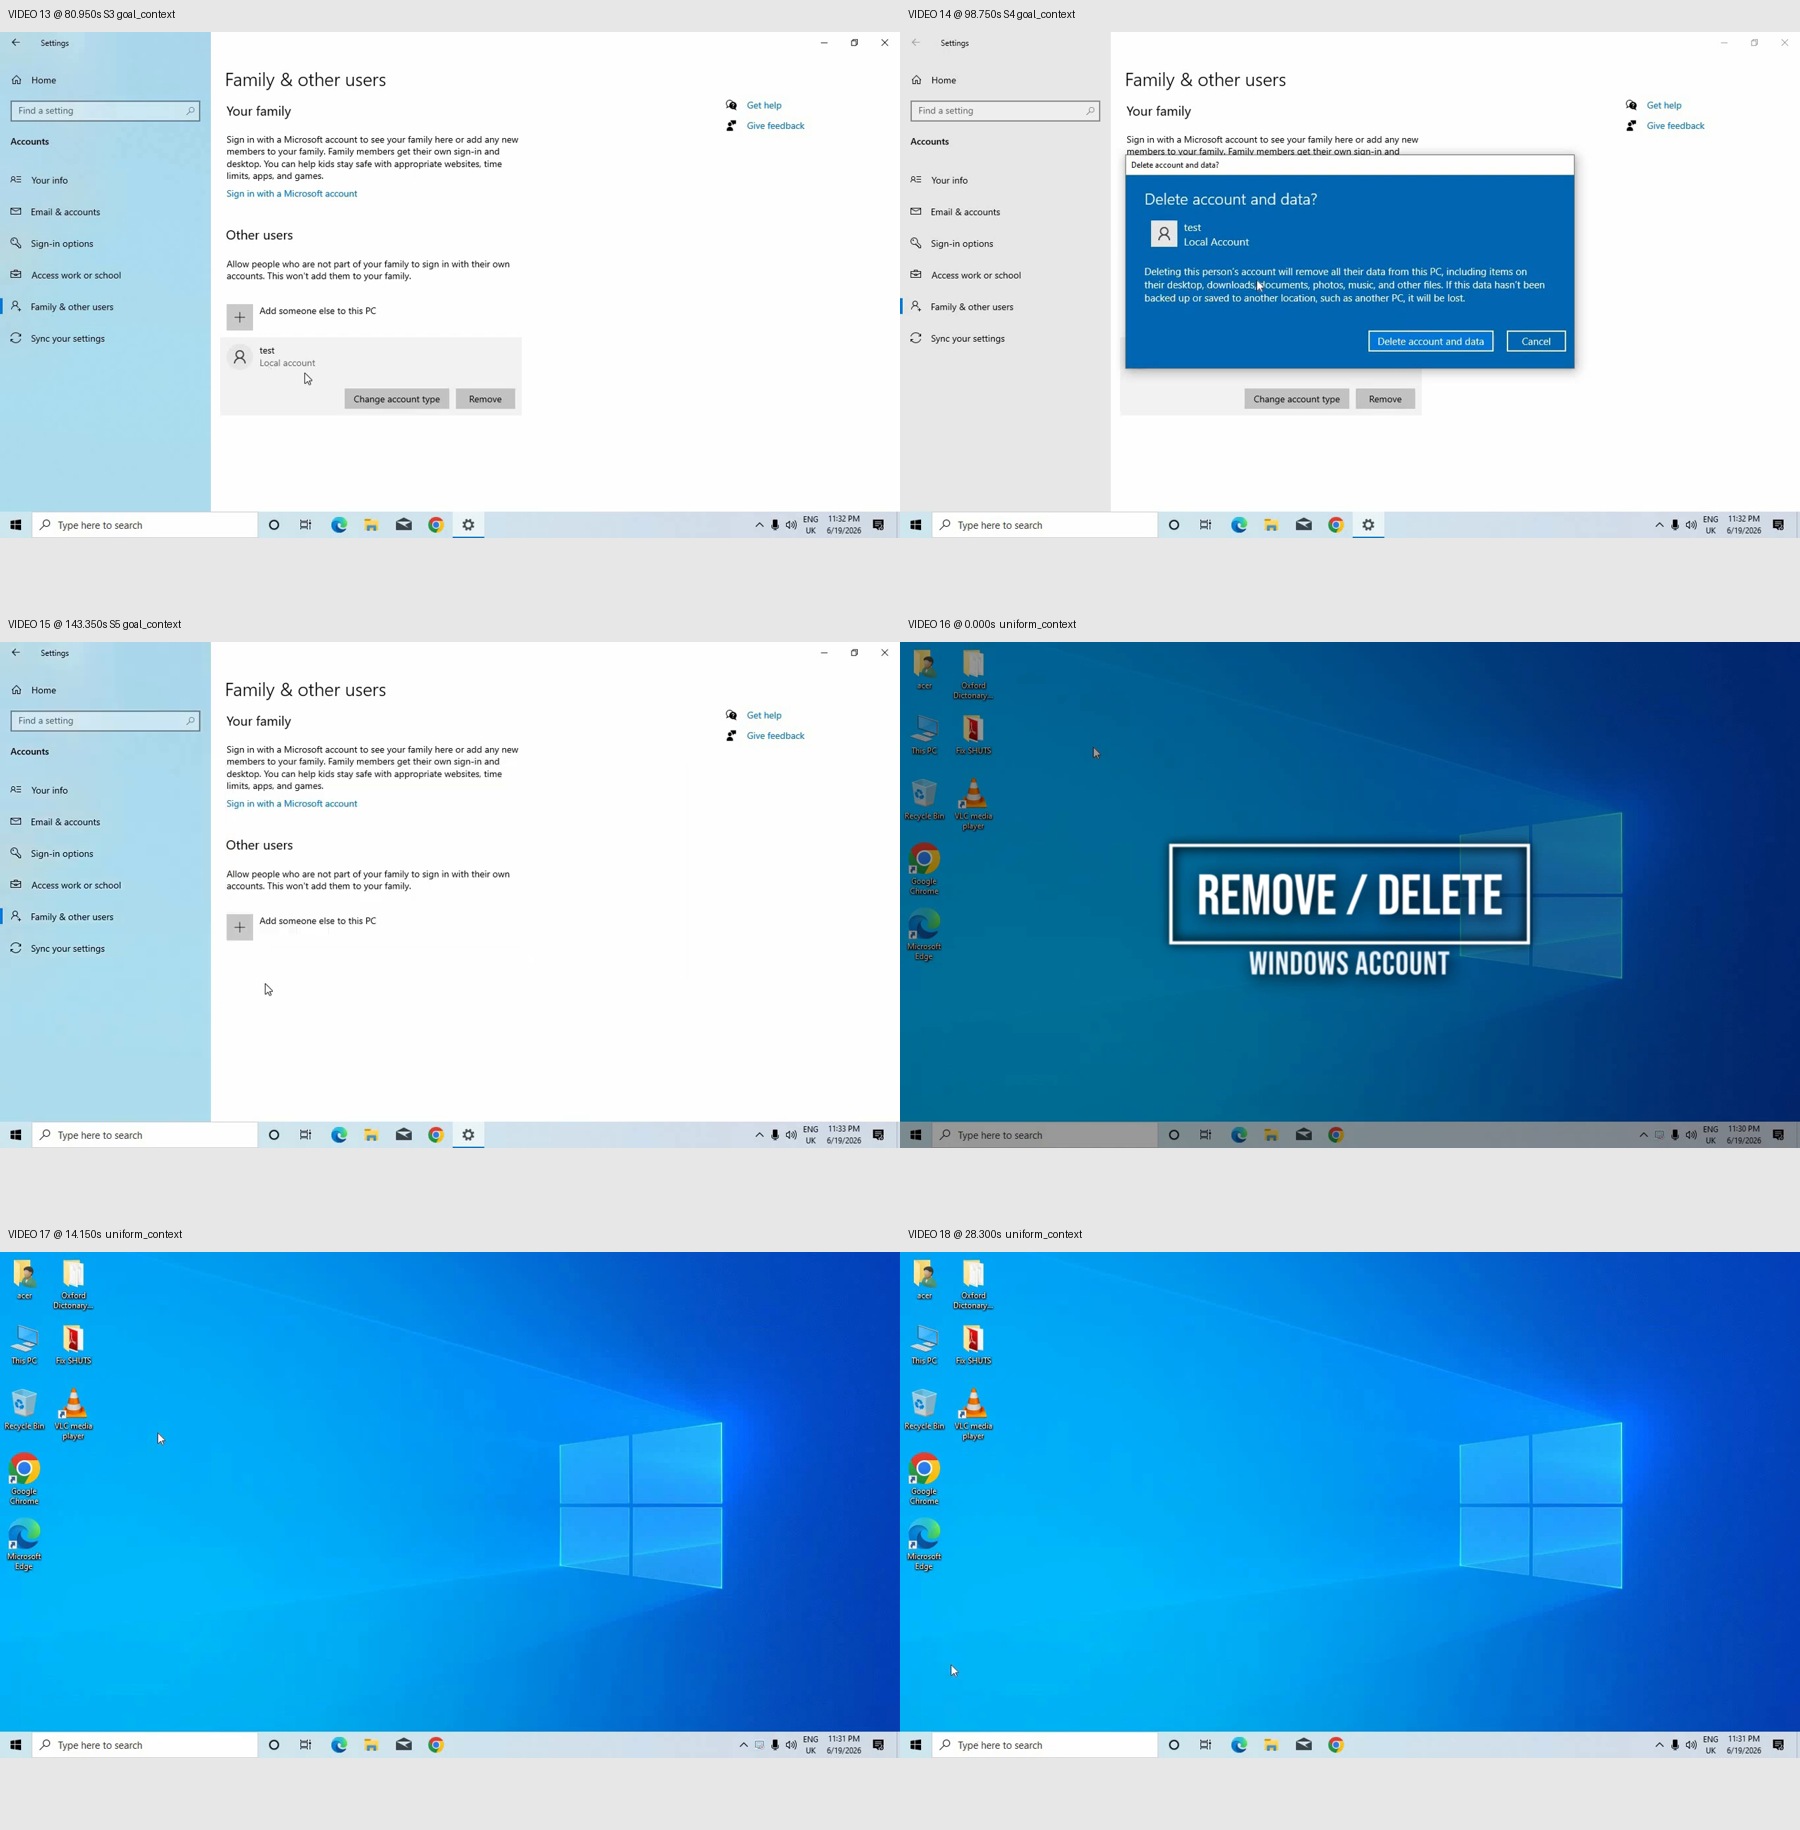 VIDEO 13 @ 80.950s S3 goal_context
Settings
Home
Find a setting
Accounts
Your info
Email & accounts
Sign-in options
Access work or school
Family & other users
Sync your settings
Family & other users
Your family
Sign in with a Microsoft account to see your family here or add any new
members to your family. Family members get their own sign-in and
desktop. You can help kids stay safe with appropriate websites, time
limits, apps, and games.
Sign in with a Microsoft account
Other users
Allow people who are not part of your family to sign in with their own
accounts. This won't add them to your family.
Add someone else to this PC
test
Local account
Change account type
Remove
Get help
Give feedback
Type here to search
ENG
UK
11:32 PM
6/19/2026
VIDEO 14 @ 98.750s S4 goal_context
Settings
Home
Find a setting
Accounts
Your info
Email & accounts
Sign-in options
Access work or school
Family & other users
Sync your settings
Family & other users
Your family
Sign in with a Microsoft account to see your family here or add any new
members to your family. Family members get their own sign-in and
Get help
Give feedback
Delete account and data?
Delete account and data?
test
Local Account
Deleting this person's account will remove all their data from this PC, including items on
their desktop, downloads, documents, photos, music, and other files. If this data hasn't been
backed up or saved to another location, such as another PC, it will be lost.
Delete account and data
Cancel
Change account type
Remove
Type here to search
ENG
UK
11:32 PM
6/19/2026
VIDEO 15 @ 143.350s S5 goal_context
Settings
Home
Find a setting
Accounts
Your info
Email & accounts
Sign-in options
Access work or school
Family & other users
Sync your settings
Family & other users
Your family
Sign in with a Microsoft account to see your family here or add any new
members to your family. Family members get their own sign-in and
desktop. You can help kids stay safe with appropriate websites, time
limits, apps, and games.
Sign in with a Microsoft account
Other users
Allow people who are not part of your family to sign in with their own
accounts. This won't add them to your family.
Add someone else to this PC
Get help
Give feedback
Type here to search
ENG
UK
11:33 PM
6/19/2026
VIDEO 16 @ 0.000s uniform_context
acer
Oxford
Dictonary...
This PC
Fix SHUTS
Recycle Bin
VLC media
player
Google
Chrome
Microsoft
Edge
REMOVE / DELETE
WINDOWS ACCOUNT
Type here to search
ENG
UK
11:30 PM
6/19/2026
VIDEO 17 @ 14.150s uniform_context
acer
Oxford
Dictonary...
This PC
Fix SHUTS
Recycle Bin
VLC media
player
Google
Chrome
Microsoft
Edge
Type here to search
ENG
UK
11:31 PM
6/19/2026
VIDEO 18 @ 28.300s uniform_context
acer
Oxford
Dictonary...
This PC
Fix SHUTS
Recycle Bin
VLC media
player
Google
Chrome
Microsoft
Edge
Type here to search
ENG
UK
11:31 PM
6/19/2026